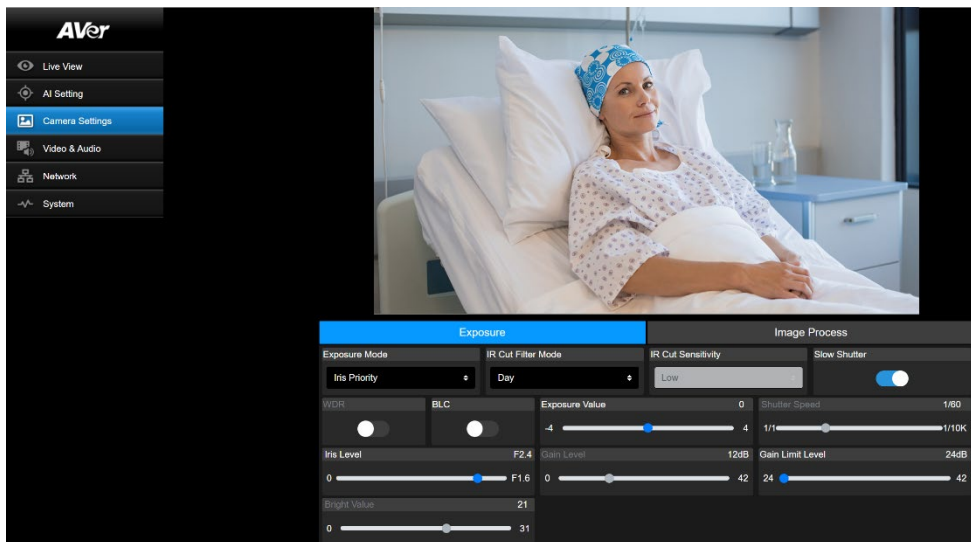 AVer
Live View
AI Setting
Camera Settings
Video & Audio
Network
System
Exposure Image Process
Exposure Mode IR Cut Filter Mode IR Cut Sensitivity Slow Shutter
Iris Priority Day Low
WDR BLC Exposure Value 0 Shutter Speed 1/60
-4 4 1/1 1/10K
Iris Level F2.4 Gain Level 12dB Gain Limit Level 24dB
0 F1.6 0 42 24 42
Bright Value 21
0 31